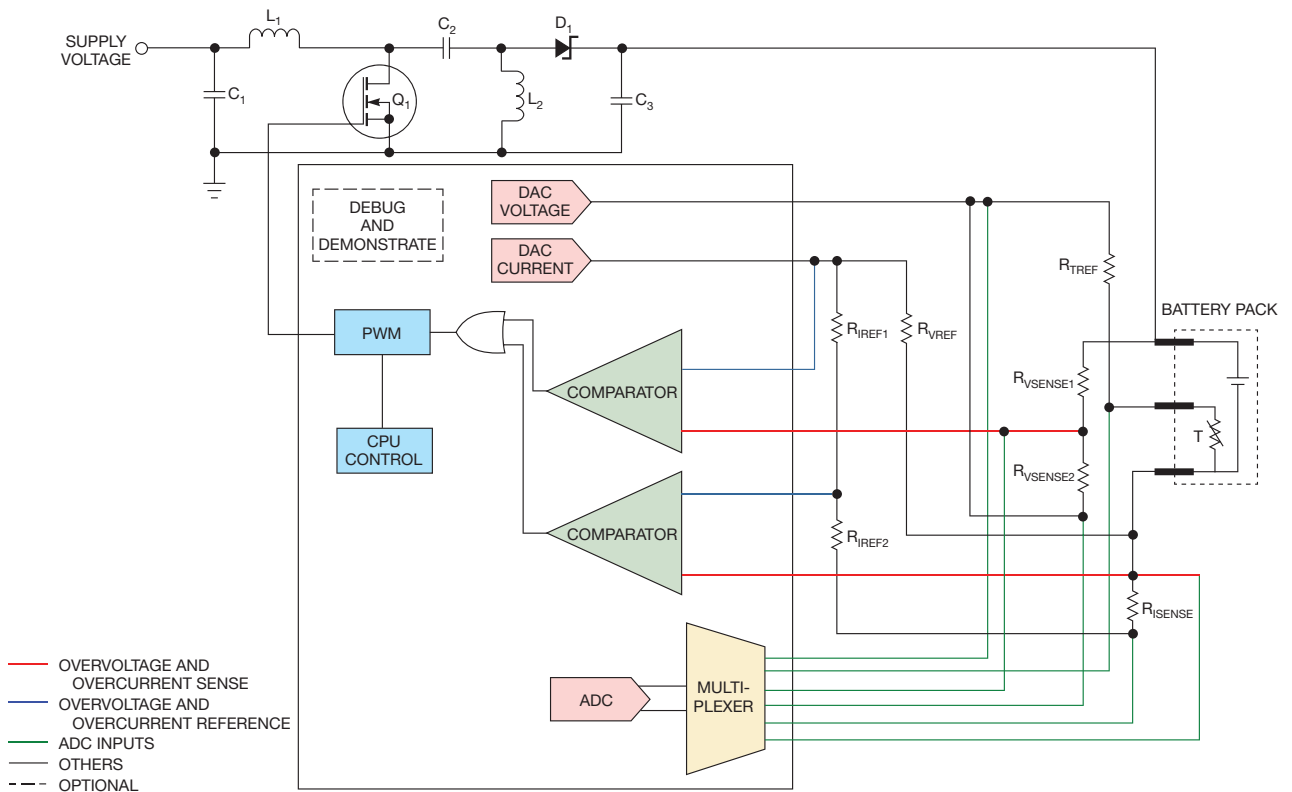 L1
C2
D1
SUPPLY
VOLTAGE
C1
Q1
L2
C3
DEBUG
AND
DEMONSTRATE
DAC
VOLTAGE
DAC
CURRENT
RTREF
BATTERY PACK
PWM
RIREF1
RVREF
COMPARATOR
RVSENSE1
CPU
CONTROL
T
RVSENSE2
COMPARATOR
RIREF2
RISENSE
OVERVOLTAGE AND
OVERCURRENT SENSE
OVERVOLTAGE AND
OVERCURRENT REFERENCE
ADC INPUTS
OTHERS
OPTIONAL
ADC
MULTI-
PLEXER